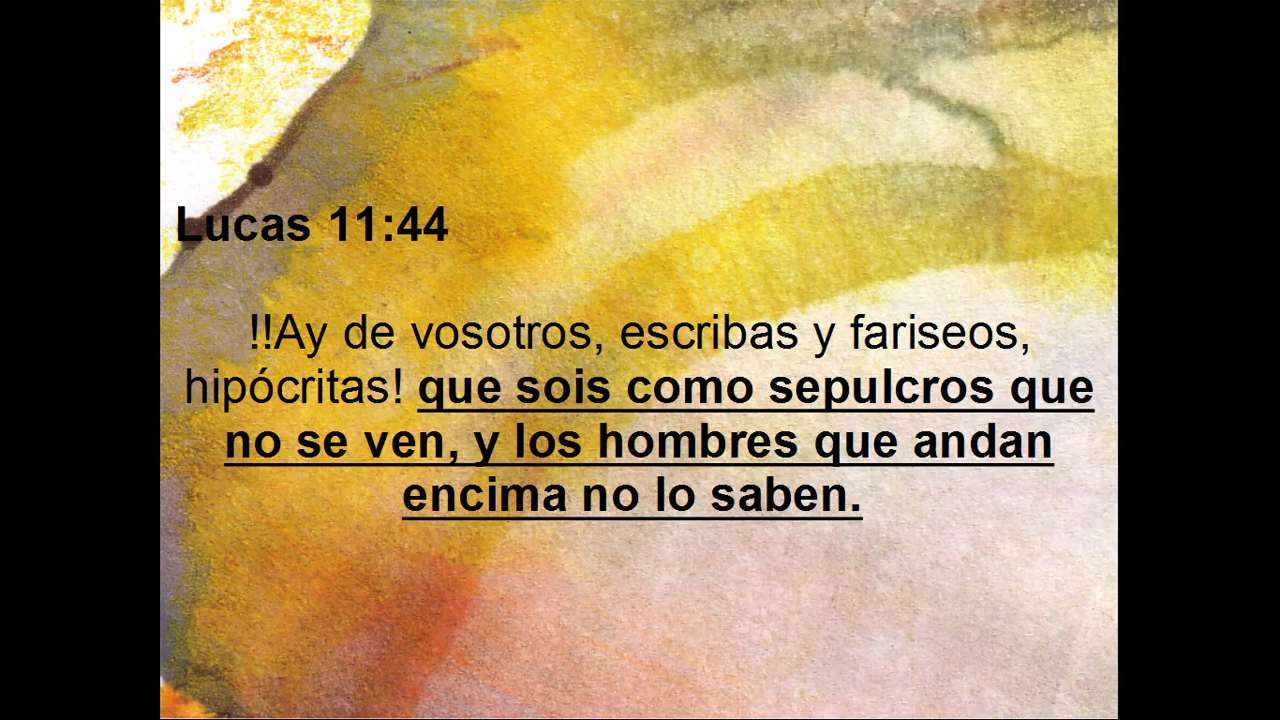 Lucas 11:44
!!Ay de vosotros, escribas y fariseos,
hipócritas! que sois como sepulcros que
no se ven, y los hombres que andan
encima no lo saben.